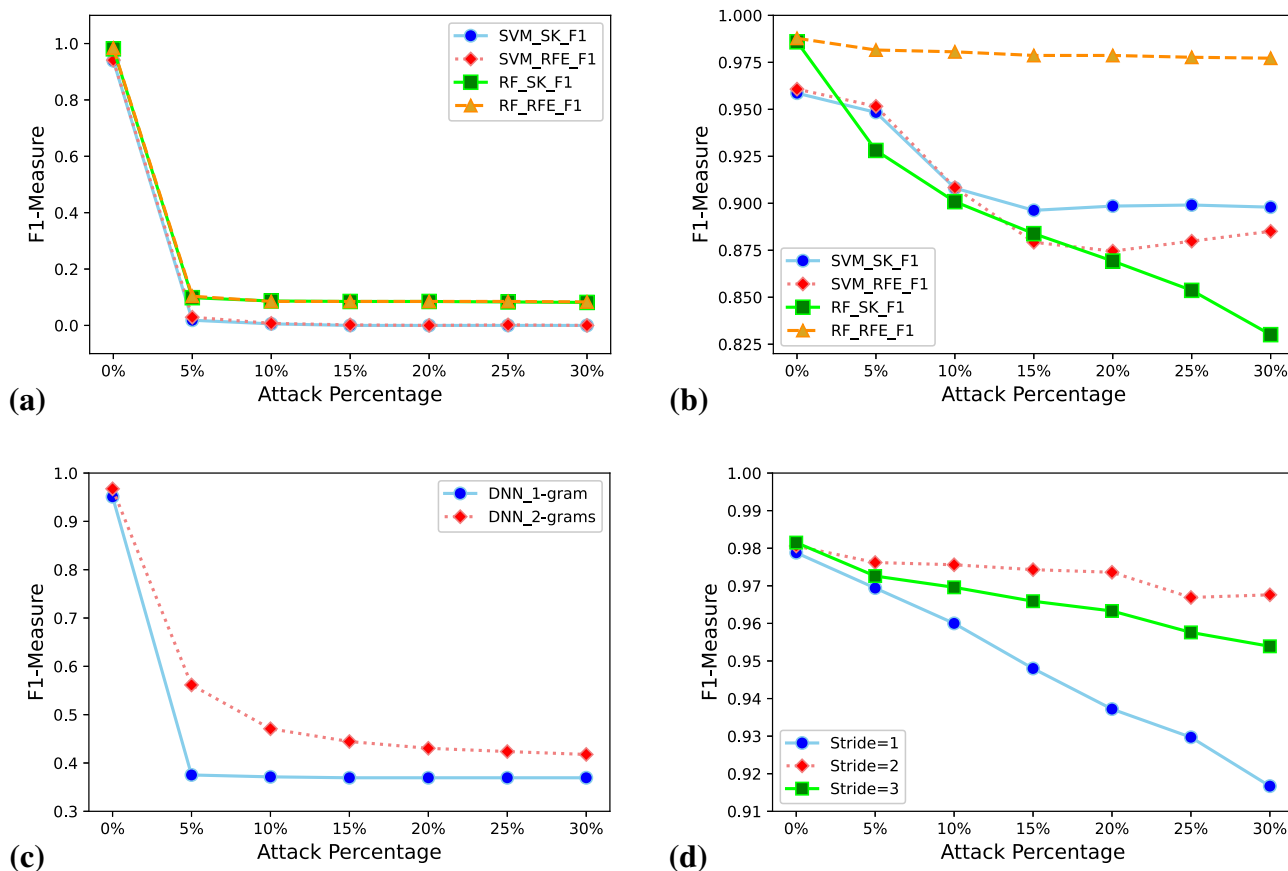 1.0
0.8
0.6
0.4
0.2
0.0
F1-Measure
SVM_SK_F1
SVM_RFE_F1
RF_SK_F1
RF_RFE_F1
0% 5% 10% 15% 20% 25% 30%
Attack Percentage
(a)
1.000
0.975
0.950
0.925
0.900
0.875
0.850
0.825
F1-Measure
SVM_SK_F1
SVM_RFE_F1
RF_SK_F1
RF_RFE_F1
0% 5% 10% 15% 20% 25% 30%
Attack Percentage
(b)
1.0
0.9
0.8
0.7
0.6
0.5
0.4
0.3
F1-Measure
DNN_1-gram
DNN_2-grams
0% 5% 10% 15% 20% 25% 30%
Attack Percentage
(c)
1.00
0.99
0.98
0.97
0.96
0.95
0.94
0.93
0.92
0.91
F1-Measure
Stride=1
Stride=2
Stride=3
0% 5% 10% 15% 20% 25% 30%
Attack Percentage
(d)